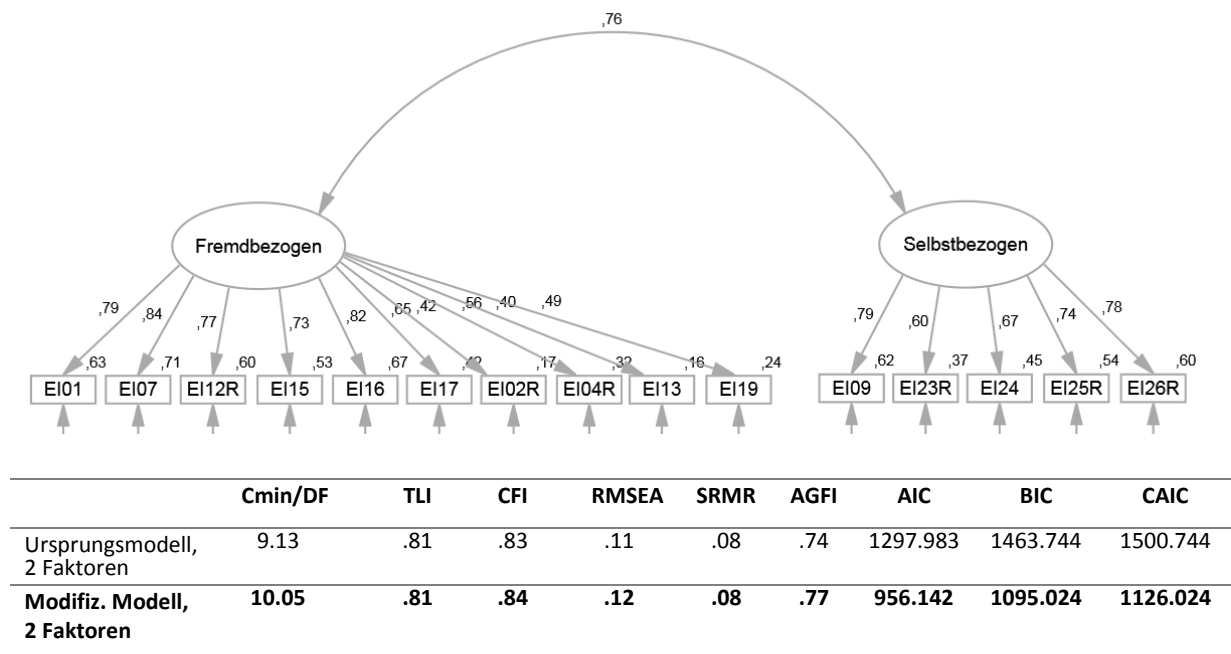 ,76
Fremdbezogen Selbstbezogen
,79 ,84 ,77 ,73 ,82 ,65 ,42 ,56 ,40 ,49 ,79 ,60 ,67 ,74 ,78
,63 ,71 ,60 ,53 ,67 ,42 ,17 ,32 ,16 ,24 ,62 ,37 ,45 ,54 ,60
EI01 EI07 EI12R EI15 EI16 EI17 EI02R EI04R EI13 EI19 EI09 EI23R EI24 EI25R EI26R
Cmin/DF TLI CFI RMSEA SRMR AGFI AIC BIC CAIC
Ursprungsmodell, 9.13 .81 .83 .11 .08 .74 1297.983 1463.744 1500.744
2 Faktoren
Modifiz. Modell, 10.05 .81 .84 .12 .08 .77 956.142 1095.024 1126.024
2 Faktoren